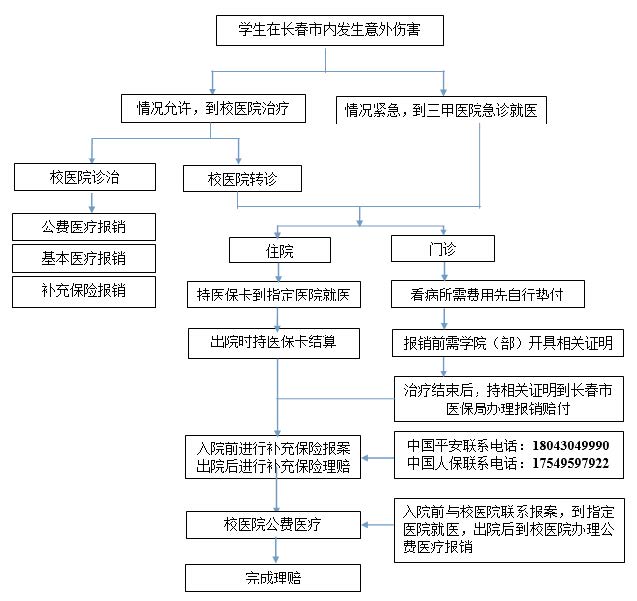 学生在长春市内发生意外伤害
情况允许，到校医院治疗
情况紧急，到三甲医院急诊就医
校医院诊治
校医院转诊
公费医疗报销
基本医疗报销
补充保险报销
住院
门诊
持医保卡到指定医院就医
看病所需费用先自行垫付
出院时持医保卡结算
报销前需学院（部）开具相关证明
治疗结束后，持相关证明到长春市
医保局办理报销赔付
入院前进行补充保险报案
出院后进行补充保险理赔
中国平安联系电话：18043049990
中国人保联系电话：17549597922
校医院公费医疗
入院前与校医院联系报案，到指定
医院就医，出院后到校医院办理公
费医疗报销
完成理赔